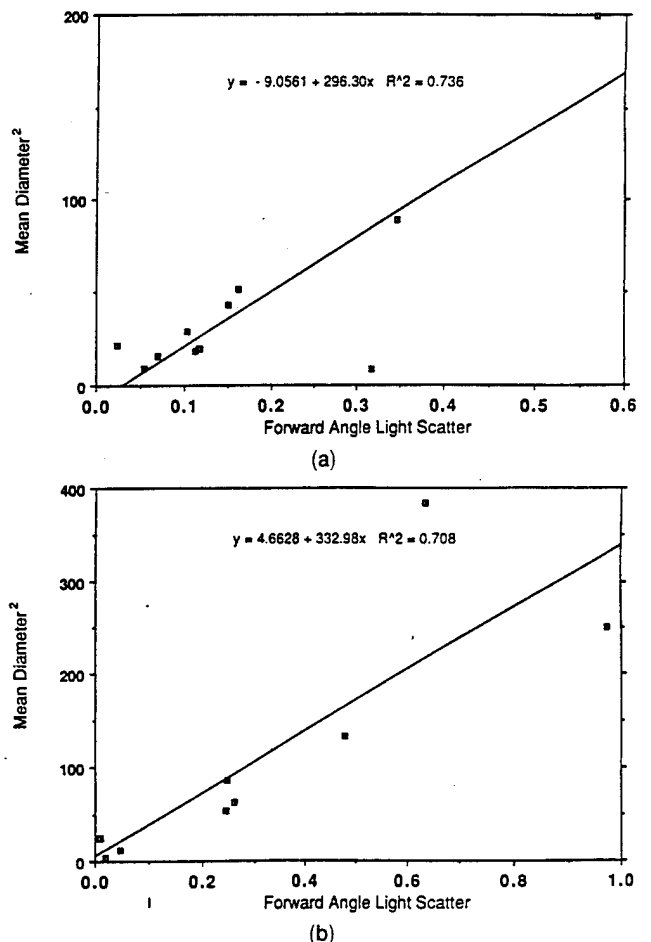 200
y = - 9.0561 + 296.30x R^2 = 0.736
Mean Diameter²
100
0
0.0 0.1 0.2 0.3 0.4 0.5 0.6
Forward Angle Light Scatter
(a)
400
y = 4.6628 + 332.98x R^2 = 0.708
300
Mean Diameter²
200
100
0
0.0 0.2 0.4 0.6 0.8 1.0
Forward Angle Light Scatter
(b)